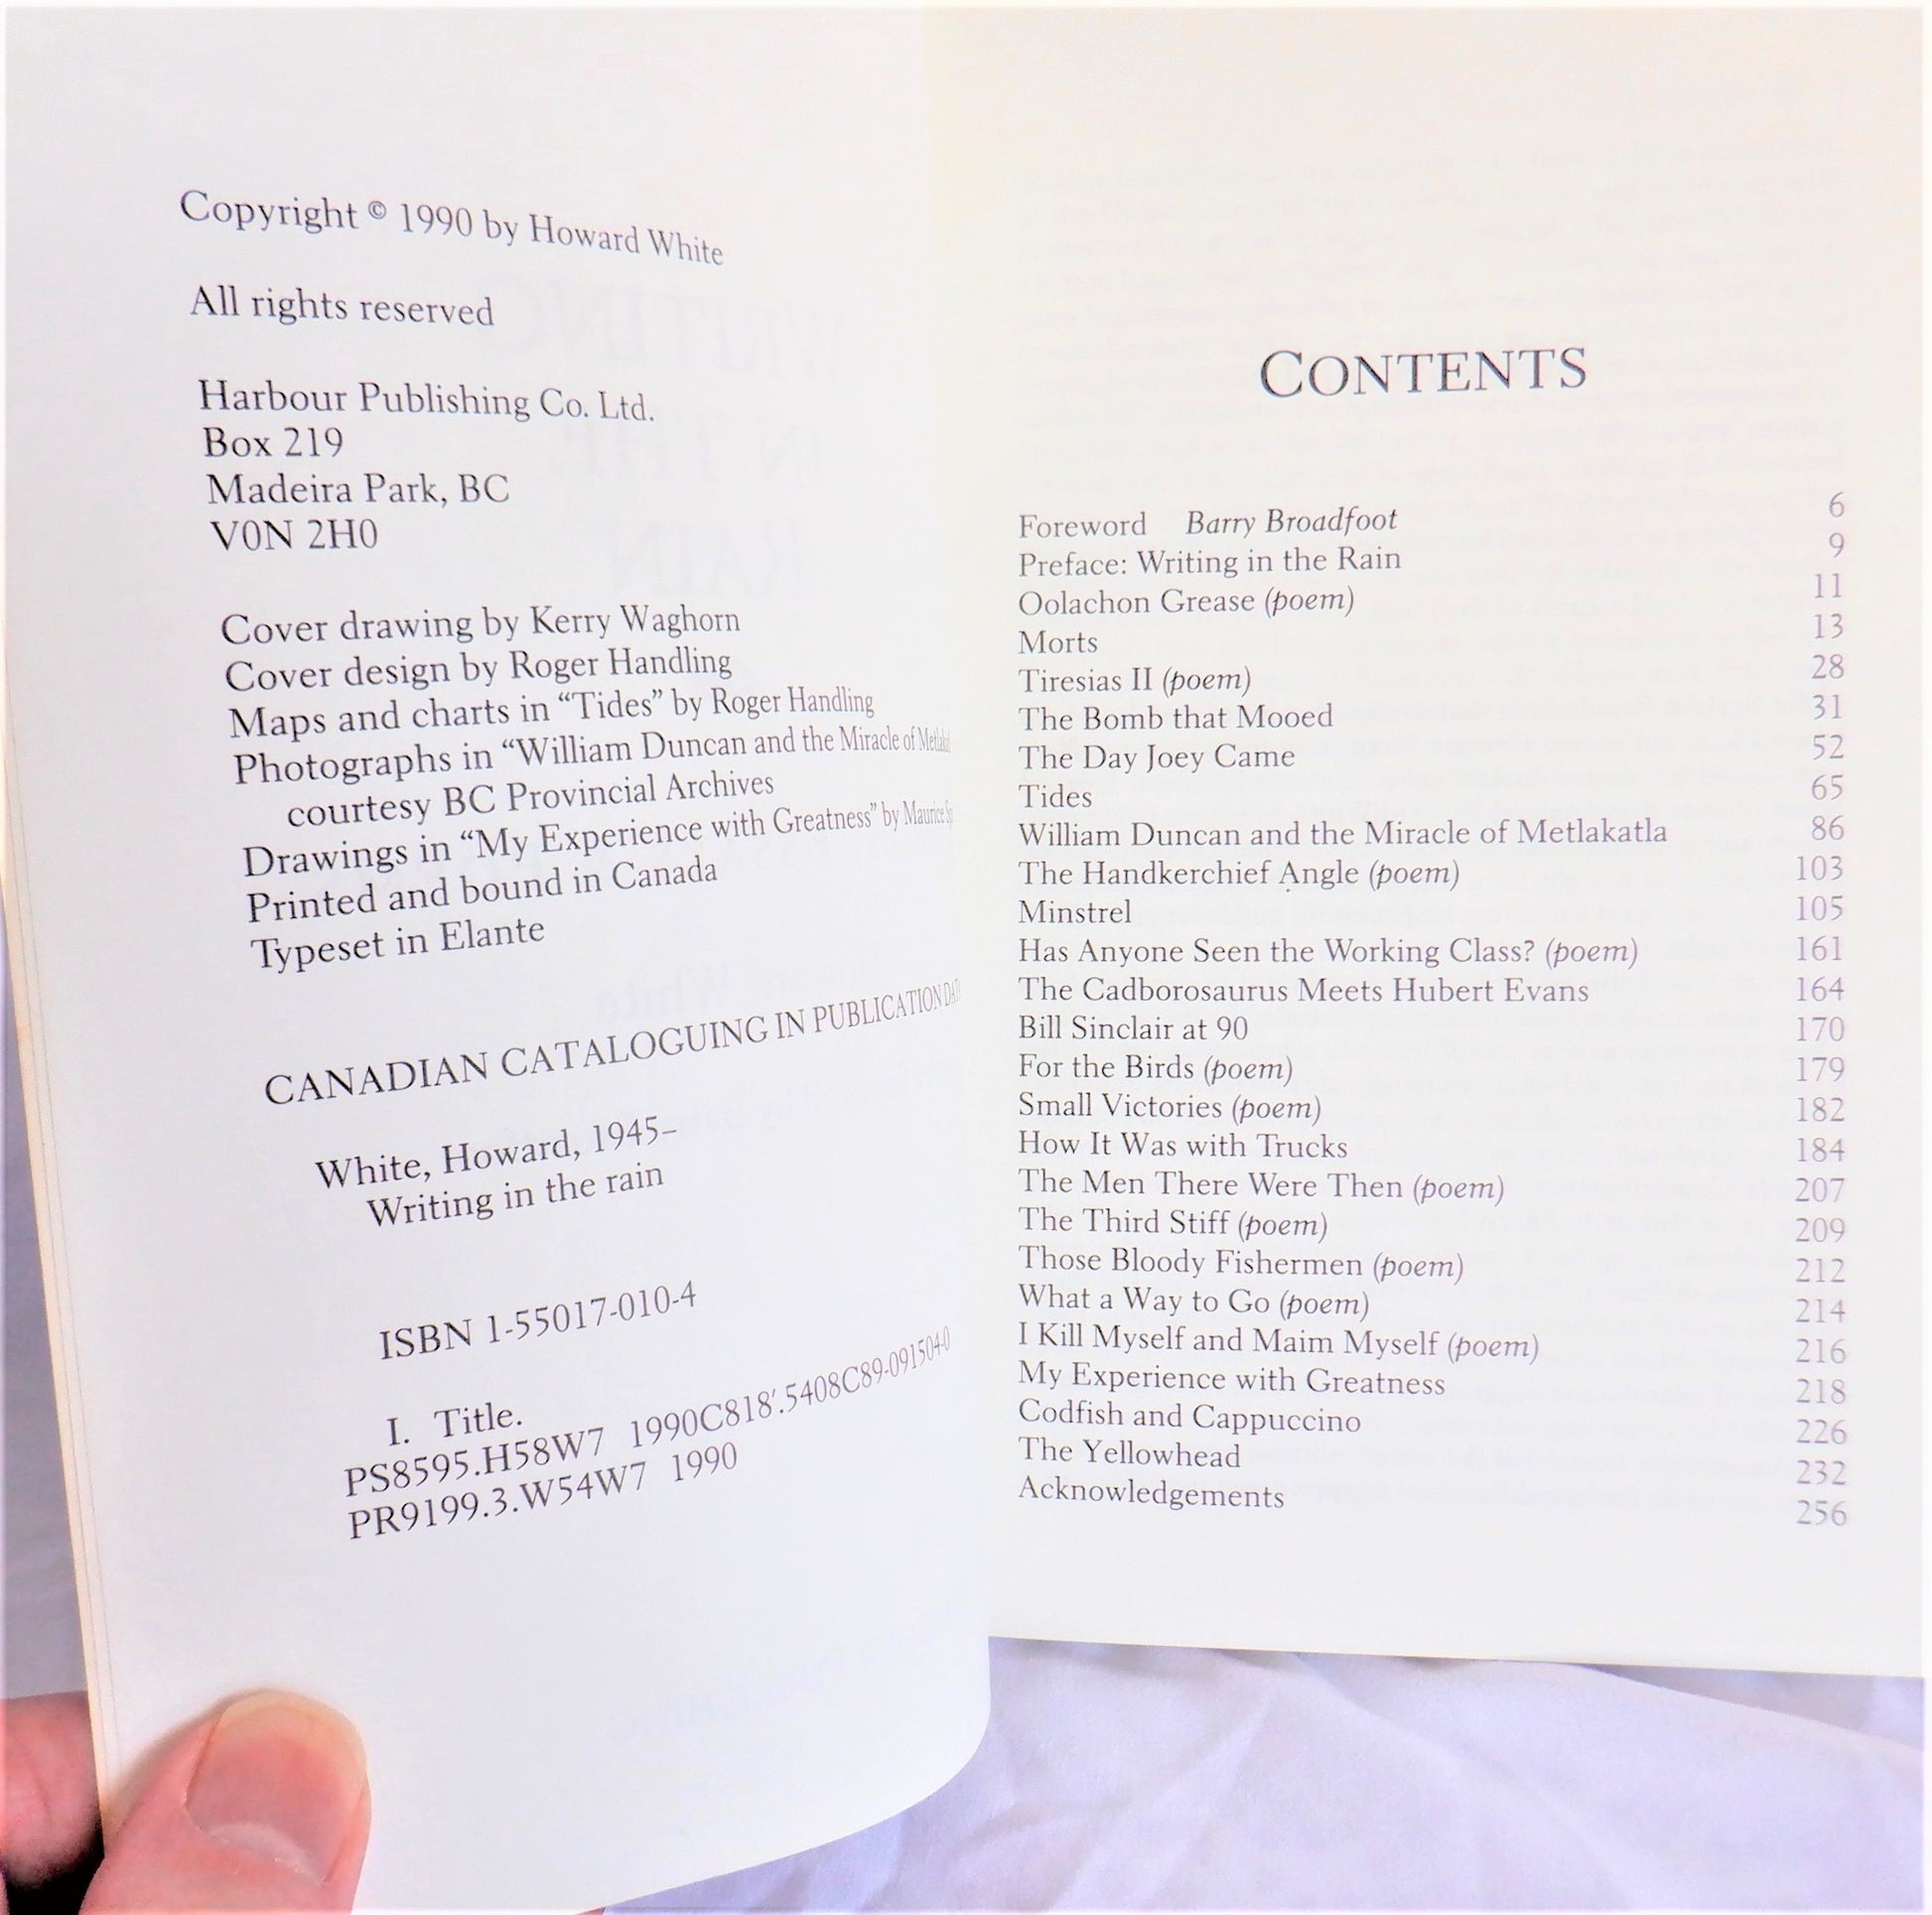 Copyright © 1990 by Howard White
All rights reserved
Harbour Publishing Co. Ltd.
Box 219
Madeira Park, BC
V0N 2H0
Cover drawing by Kerry Waghorn
Cover design by Roger Handling
Maps and charts in “Tides” by Roger Handling
Photographs in “William Duncan and the Miracle of
courtesy BC Provincial Archives
Drawings in “My Experience with Greatness” by Maurice
Printed and bound in Canada
Typeset in Elante
CANADIAN CATALOGUING IN PUBLICATION
White, Howard, 1945–
Writing in the rain
ISBN 1-55017-010-4
I. Title.
PS8595.H58W7 1990C818'.5408C89-091504-0
PR9199.3.W54W7 1990
CONTENTS
Foreword Barry Broadfoot 6
Preface: Writing in the Rain 9
Oolachon Grease (poem) 11
Morts 13
Tiresias II (poem) 28
The Bomb that Mooed 31
The Day Joey Came 52
Tides 65
William Duncan and the Miracle of Metlakatla 86
The Handkerchief Angle (poem) 103
Minstrel 105
Has Anyone Seen the Working Class? (poem) 161
The Cadborosaurus Meets Hubert Evans 164
Bill Sinclair at 90 170
For the Birds (poem) 179
Small Victories (poem) 182
How It Was with Trucks 184
The Men There Were Then (poem) 207
The Third Stiff (poem) 209
Those Bloody Fishermen (poem) 212
What a Way to Go (poem) 214
I Kill Myself and Maim Myself (poem) 216
My Experience with Greatness 218
Codfish and Cappuccino 226
The Yellowhead 232
Acknowledgements 256